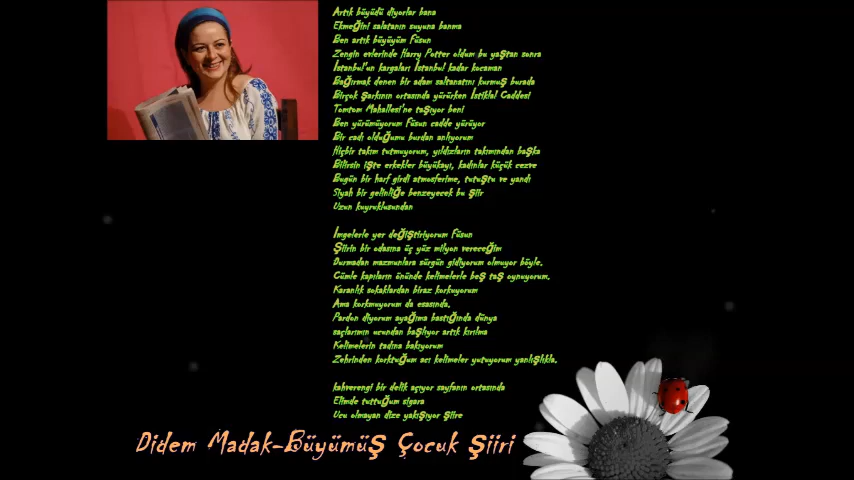 Artık büyüdü diyorlar bana
Ekmeğini salatanın suyuna banma
Ben artık büyüyüm Füsun
Zengin evlerinde Harry Potter oldum bu yaştan sonra
İstanbul'un kargaları İstanbul kadar kocaman
Bağırmak denen bir adam saltanatını kurmuş burada
Birçok şarkının ortasında yürürken İstiklal Caddesi
Tomtom Mahallesi'ne taşıyor beni
Ben yürümüyorum Füsun cadde yürüyor
Bir cadı olduğumu burdan anlıyorum
Hiçbir takım tutmuyorum, yıldızların takımından başka
Bilirsin işte erkekler büyükayı, kadınlar küçük cezve
Bugün bir harf girdi atmosferime, tutuştu ve yandı
Siyah bir gelinliğe benzeyecek bu şiir
Uzun kuyruklusundan
İmgelerle yer değiştiriyorum Füsun
Şiirin bir odasına üç yüz milyon vereceğim
Durmadan mazmunlara sürgün gidiyorum olmuyor böyle.
Cümle kapıların önünde kelimelerle beş taş oynuyorum.
Karanlık sokaklardan biraz korkuyorum
Ama korkmuyorum da esasında.
Pardon diyorum ayağıma bastığında dünya
saçlarımın ucundan başlıyor artık kırılma
Kelimelerin tadına bakıyorum
Zehrinden korktuğum acı kelimeler yutuyorum yanlışlıkla.
kahverengi bir delik açıyor sayfanın ortasında
Elimde tuttuğum sigara
Ucu olmayan dize yakışıyor şiire
Didem Madak-Büyümüş Çocuk Şiiri